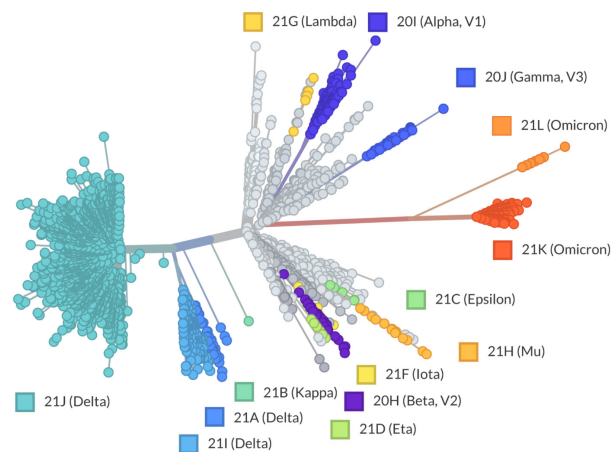 21G (Lambda)
20I (Alpha, V1)
20J (Gamma, V3)
21L (Omicron)
21K (Omicron)
21C (Epsilon)
21H (Mu)
21F (Iota)
21B (Kappa)
20H (Beta, V2)
21J (Delta)
21A (Delta)
21D (Eta)
21I (Delta)